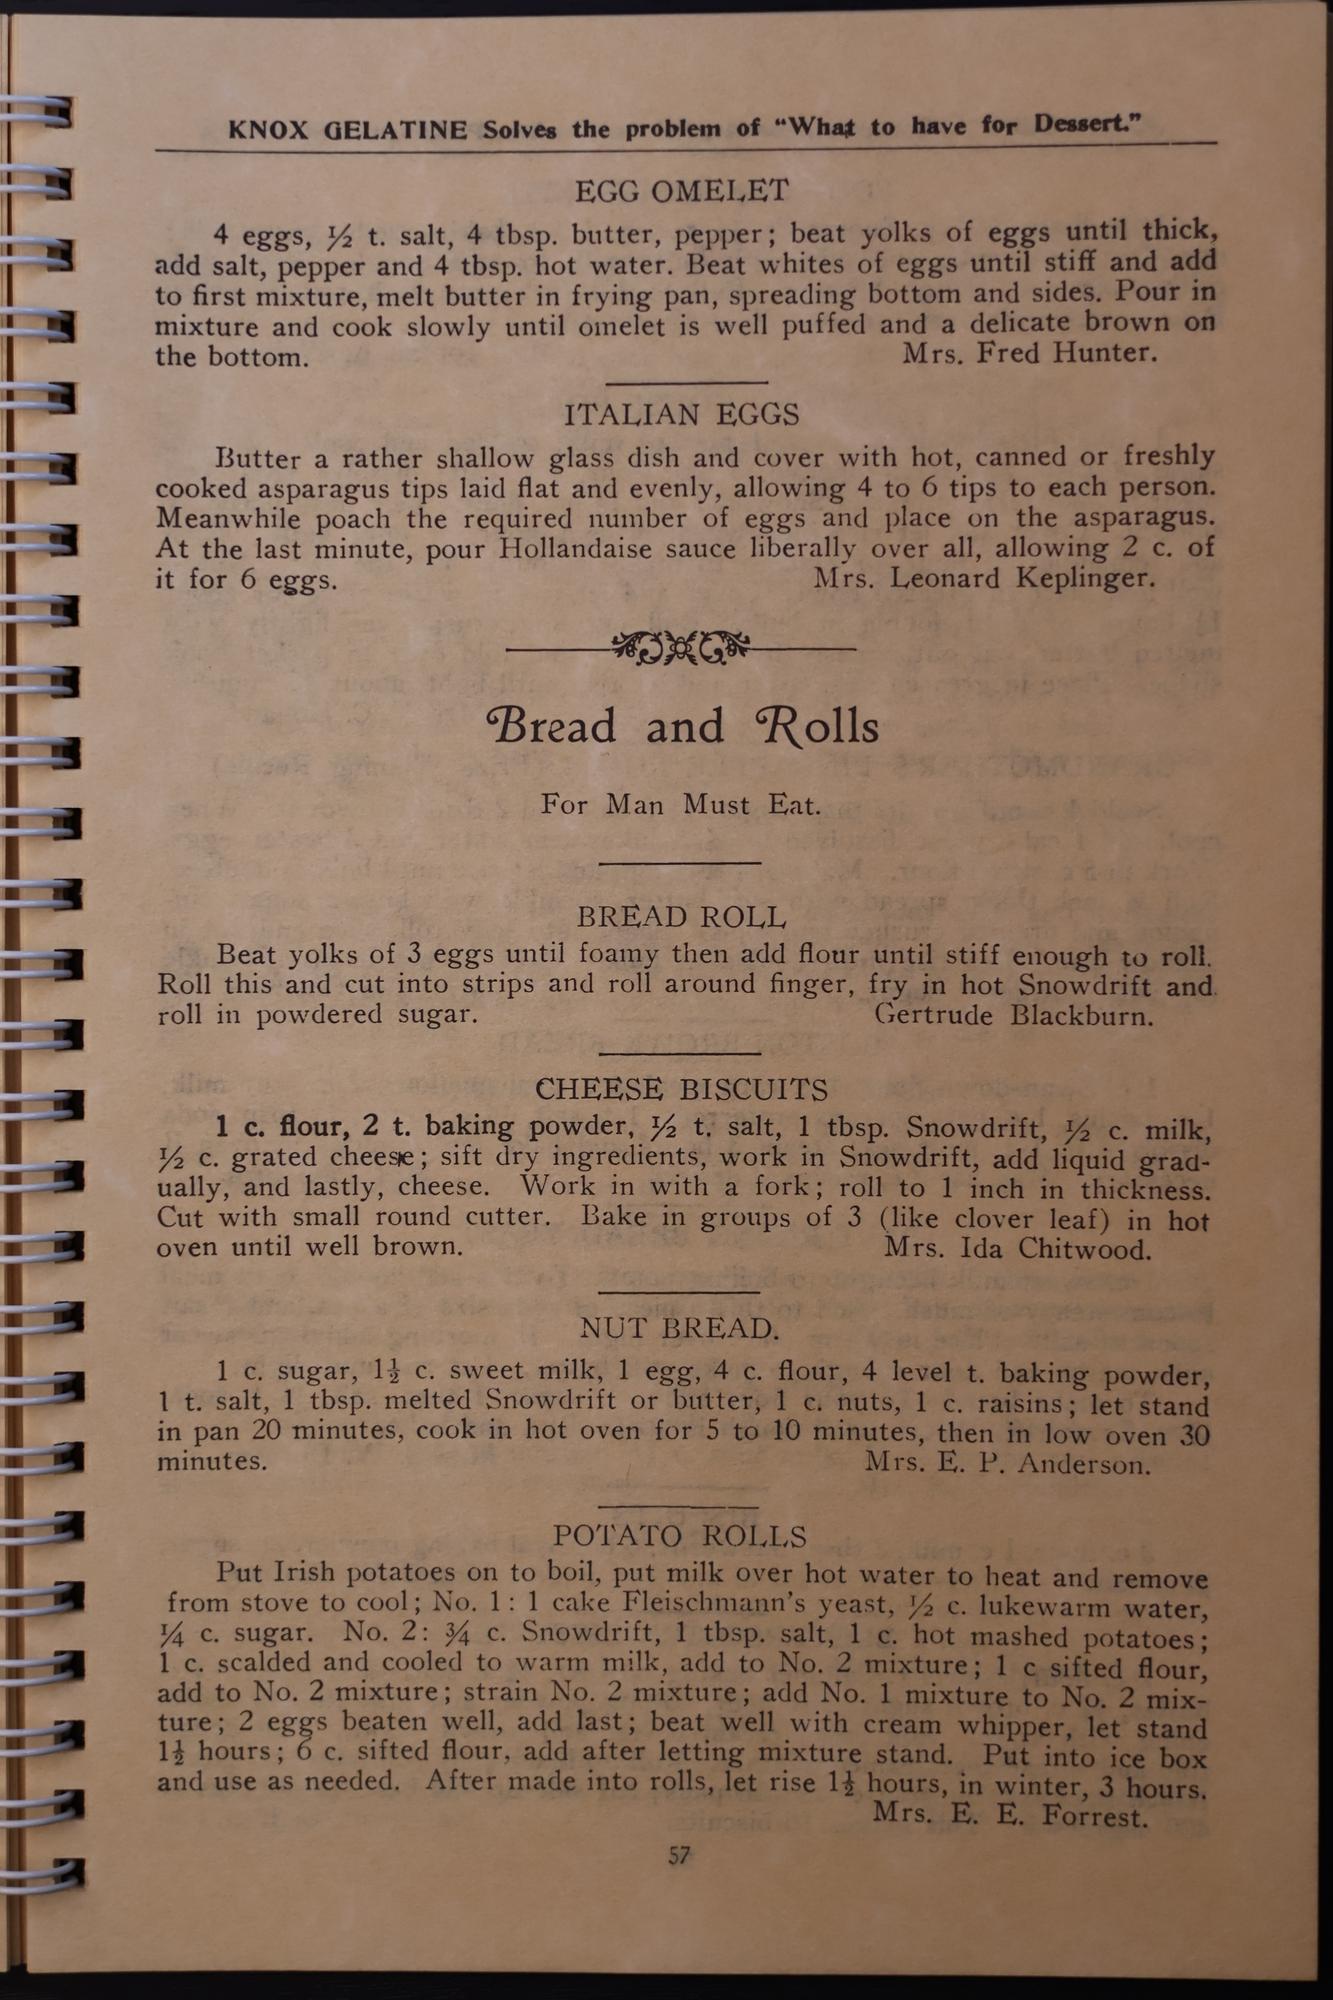 KNOX GELATINE Solves the problem of "What to have for Dessert."
EGG OMELET
4 eggs, ½ t. salt, 4 tbsp. butter, pepper; beat yolks of eggs until thick,
add salt, pepper and 4 tbsp. hot water. Beat whites of eggs until stiff and add
to first mixture, melt butter in frying pan, spreading bottom and sides. Pour in
mixture and cook slowly until omelet is well puffed and a delicate brown on
the bottom. Mrs. Fred Hunter.
ITALIAN EGGS
Butter a rather shallow glass dish and cover with hot, canned or freshly
cooked asparagus tips laid flat and evenly, allowing 4 to 6 tips to each person.
Meanwhile poach the required number of eggs and place on the asparagus.
At the last minute, pour Hollandaise sauce liberally over all, allowing 2 c. of
it for 6 eggs. Mrs. Leonard Keplinger.
Bread and Rolls
For Man Must Eat.
BREAD ROLL
Beat yolks of 3 eggs until foamy then add flour until stiff enough to roll.
Roll this and cut into strips and roll around finger, fry in hot Snowdrift and
roll in powdered sugar. Gertrude Blackburn.
CHEESE BISCUITS
1 c. flour, 2 t. baking powder, ½ t. salt, 1 tbsp. Snowdrift, ½ c. milk,
½ c. grated cheese; sift dry ingredients, work in Snowdrift, add liquid grad-
ually, and lastly, cheese. Work in with a fork; roll to 1 inch in thickness.
Cut with small round cutter. Bake in groups of 3 (like clover leaf) in hot
oven until well brown. Mrs. Ida Chitwood.
NUT BREAD.
1 c. sugar, 1½ c. sweet milk, 1 egg, 4 c. flour, 4 level t. baking powder,
1 t. salt, 1 tbsp. melted Snowdrift or butter, 1 c. nuts, 1 c. raisins; let stand
in pan 20 minutes, cook in hot oven for 5 to 10 minutes, then in low oven 30
minutes. Mrs. E. P. Anderson.
POTATO ROLLS
Put Irish potatoes on to boil, put milk over hot water to heat and remove
from stove to cool; No. 1: 1 cake Fleischmann's yeast, ½ c. lukewarm water,
¼ c. sugar. No. 2: ¾ c. Snowdrift, 1 tbsp. salt, 1 c. hot mashed potatoes;
1 c. scalded and cooled to warm milk, add to No. 2 mixture; 1 c sifted flour,
add to No. 2 mixture; strain No. 2 mixture; add No. 1 mixture to No. 2 mix-
ture; 2 eggs beaten well, add last; beat well with cream whipper, let stand
1½ hours; 6 c. sifted flour, add after letting mixture stand. Put into ice box
and use as needed. After made into rolls, let rise 1½ hours, in winter, 3 hours.
Mrs. E. E. Forrest.
57